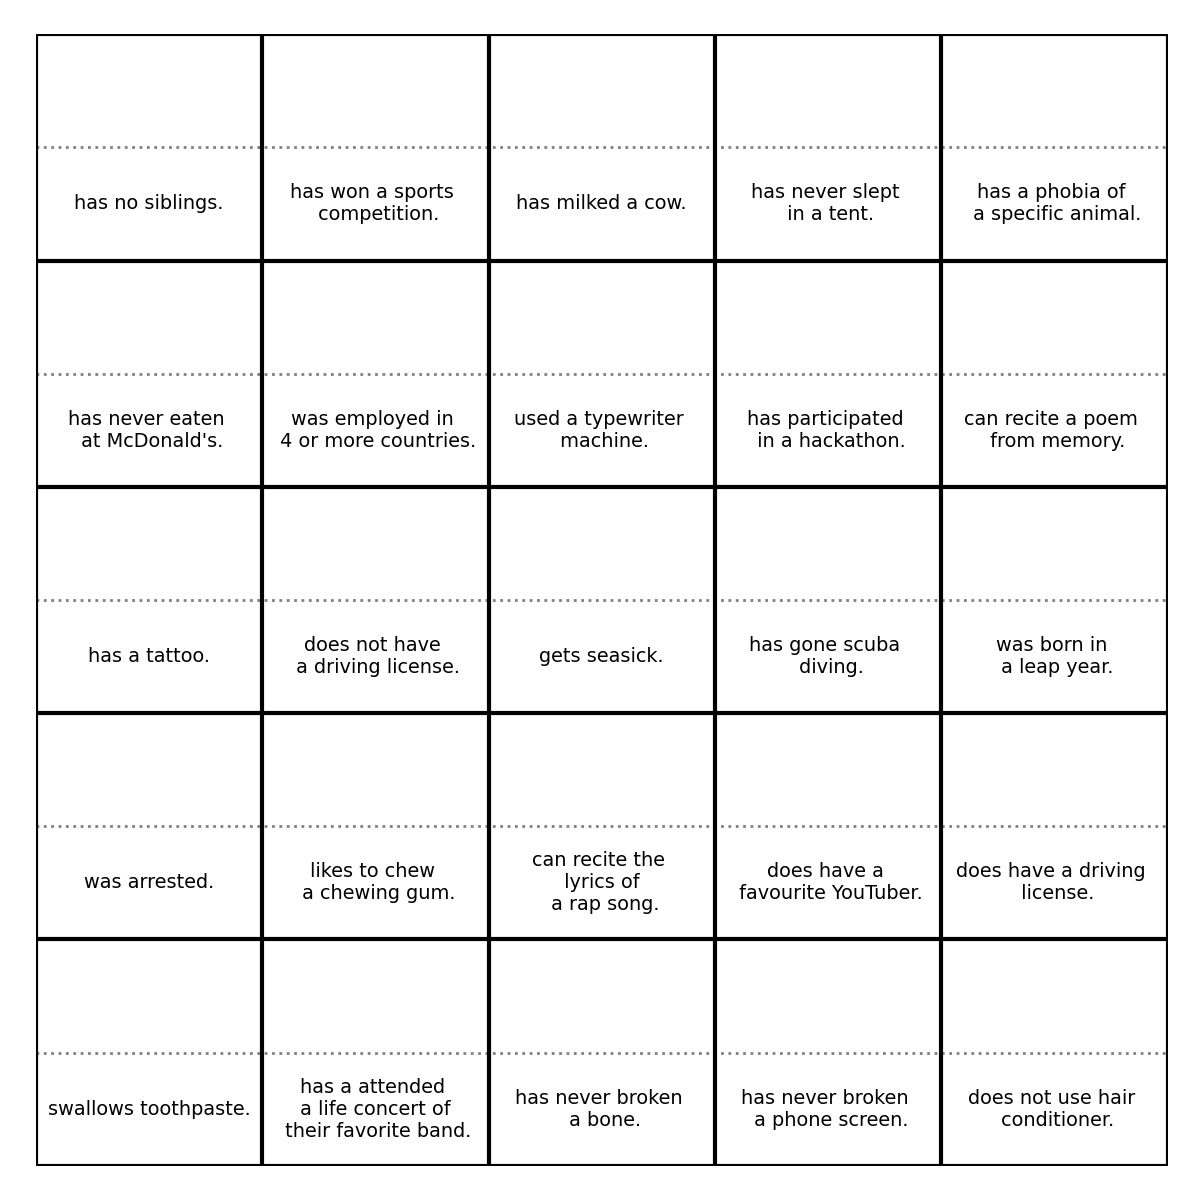 has no siblings.
has won a sports
competition.
has milked a cow.
has never slept
in a tent.
has a phobia of
a specific animal.
has never eaten
at McDonald's.
was employed in
4 or more countries.
used a typewriter
machine.
has participated
in a hackathon.
can recite a poem
from memory.
has a tattoo.
does not have
a driving license.
gets seasick.
has gone scuba
diving.
was born in
a leap year.
was arrested.
likes to chew
a chewing gum.
can recite the
lyrics of
a rap song.
does have a
favourite YouTuber.
does have a driving
license.
swallows toothpaste.
has a attended
a life concert of
their favorite band.
has never broken
a bone.
has never broken
a phone screen.
does not use hair
conditioner.